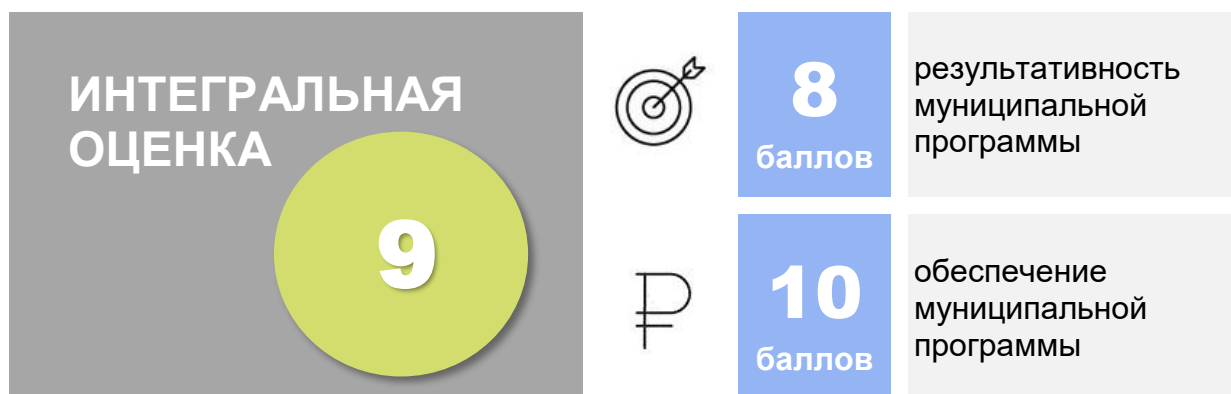 ИНТЕГРАЛЬНАЯ
ОЦЕНКА
9
8
баллов
результативность
муниципальной
программы
10
баллов
обеспечение
муниципальной
программы